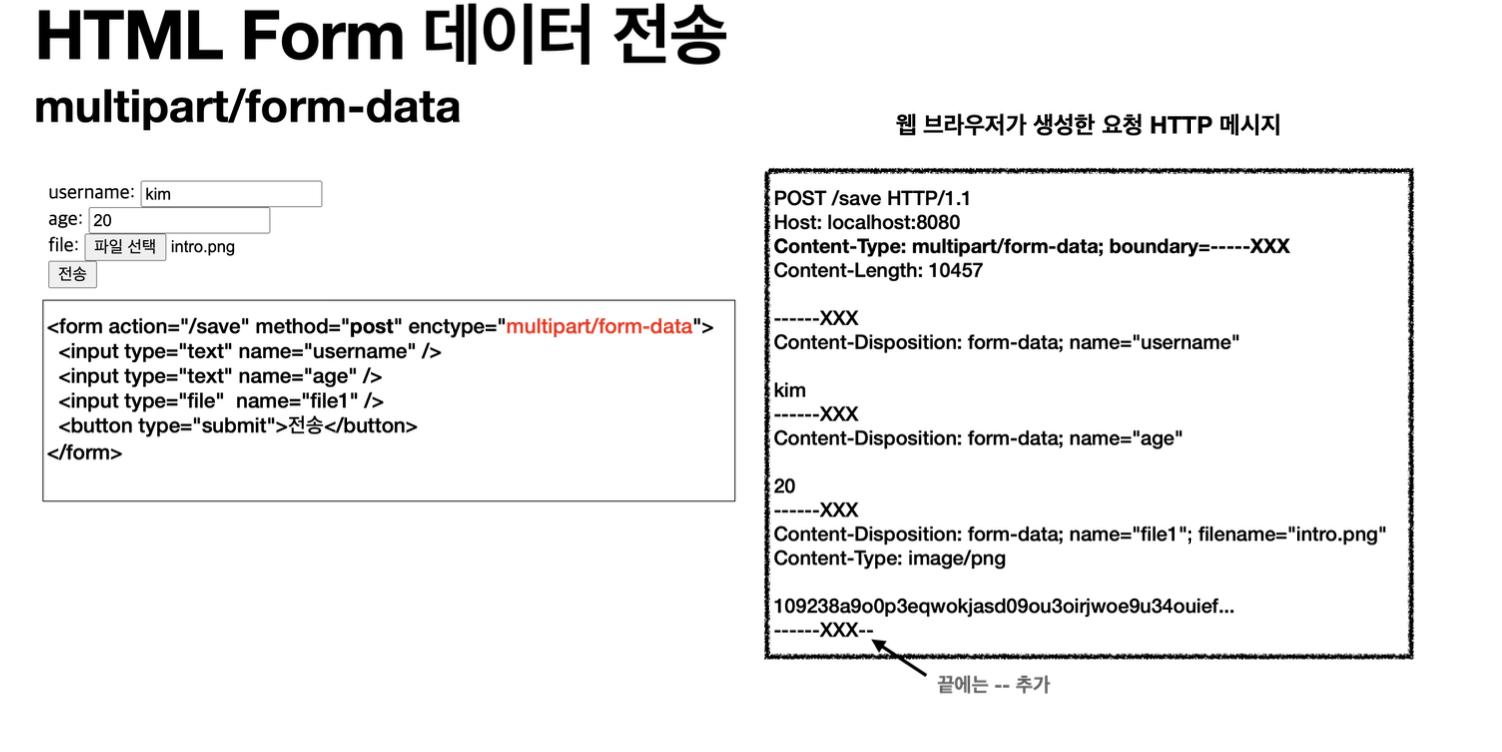 HTML Form 데이터 전송
multipart/form-data
username: kim
age: 20
file: 파일 선택 intro.png
전송
<form action="/save" method="post" enctype="multipart/form-data">
<input type="text" name="username" />
<input type="text" name="age" />
<input type="file"  name="file1" />
<button type="submit">전송</button>
</form>
웹 브라우저가 생성한 요청 HTTP 메시지
POST /save HTTP/1.1
Host: localhost:8080
Content-Type: multipart/form-data; boundary=-----XXX
Content-Length: 10457
------XXX
Content-Disposition: form-data; name="username"
kim
------XXX
Content-Disposition: form-data; name="age"
20
------XXX
Content-Disposition: form-data; name="file1"; filename="intro.png"
Content-Type: image/png
109238a9o0p3eqwokjasd09ou3oirjwoe9u34ouief...
------XXX--
끝에는 -- 추가